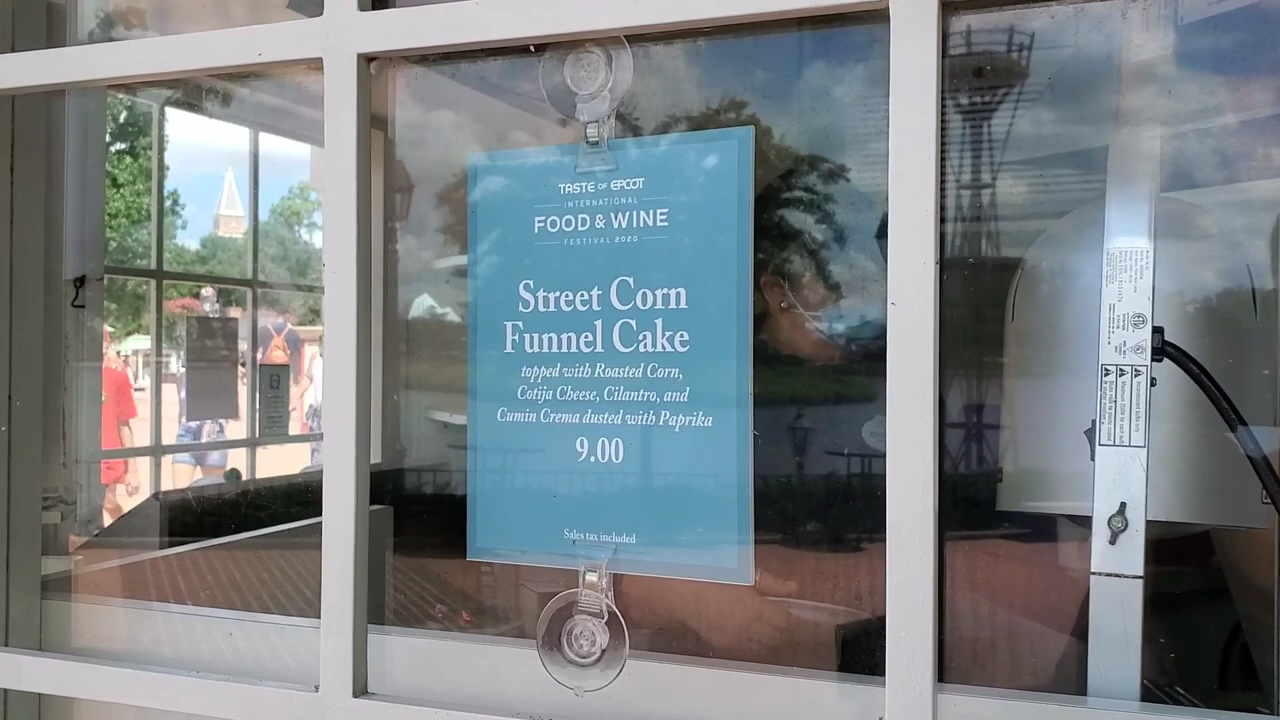 TASTE OF EPCOT
INTERNATIONAL
FOOD & WINE
FESTIVAL 2020
Street Corn
Funnel Cake
topped with Roasted Corn,
Cotija Cheese, Cilantro, and
Cumin Crema dusted with Paprika
9.00
Sales tax included